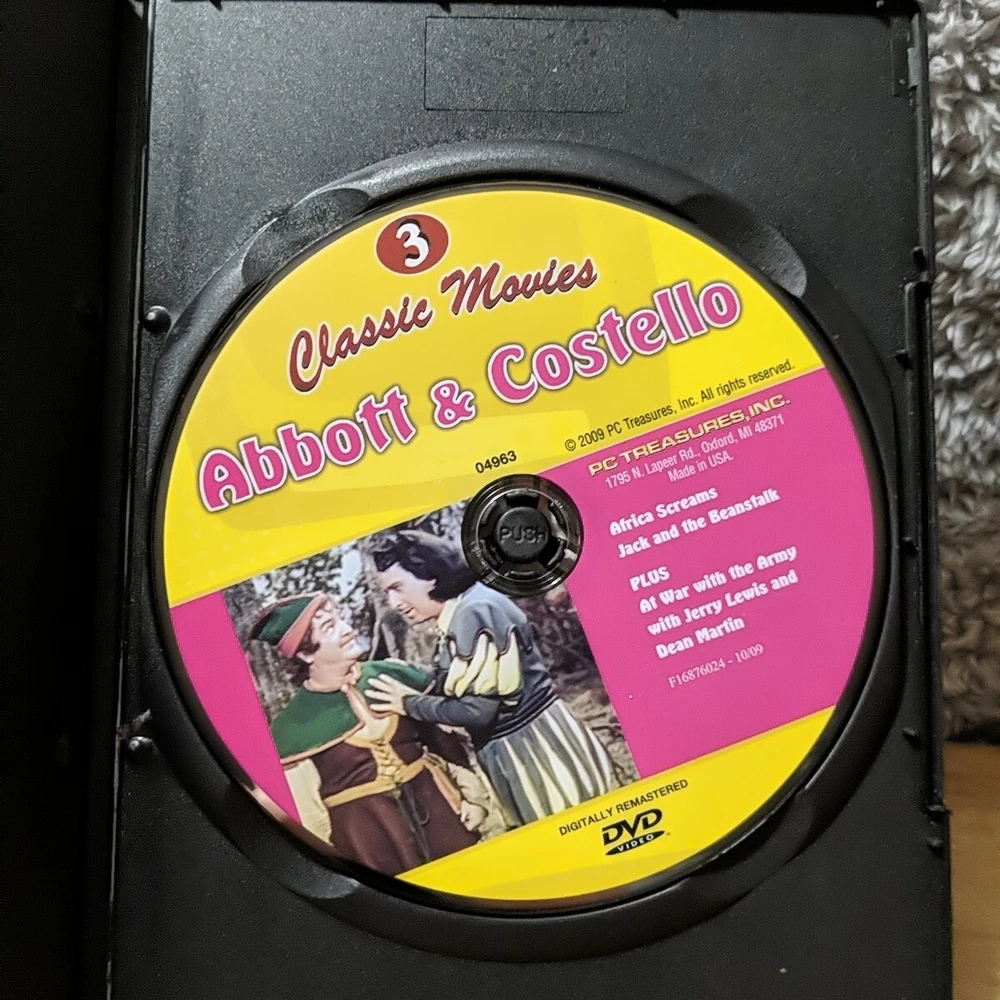 3
Classic Movies
Abbott & Costello
© 2009 PC Treasures, Inc. All rights reserved.
PC TREASURES, INC.
1795 N. Lapeer Rd., Oxford, MI 48371
Made in USA.
04963
PUSH
Africa Screams
Jack and the Beanstalk
PLUS
At War with the Army
with Jerry Lewis and
Dean Martin
F16876024 - 10/09
DIGITALLY REMASTERED
DVD
VIDEO